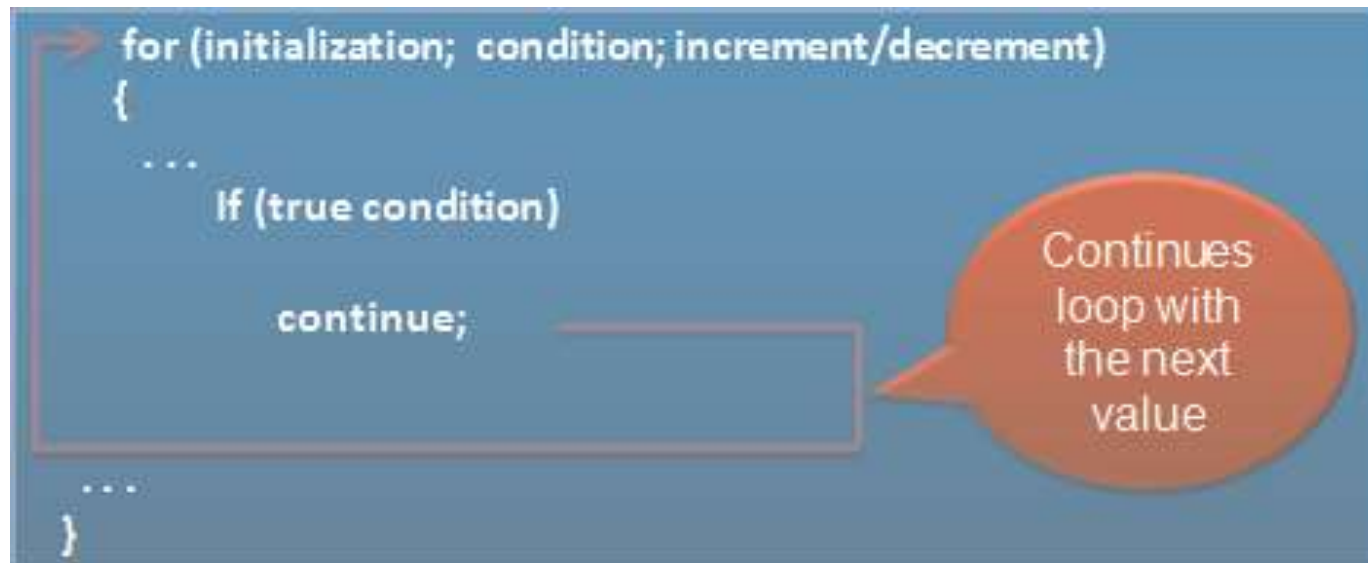 for (initialization; condition; increment/decrement)
{
...
If (true condition)
continue;
Continues
loop with
the next
value
...
}